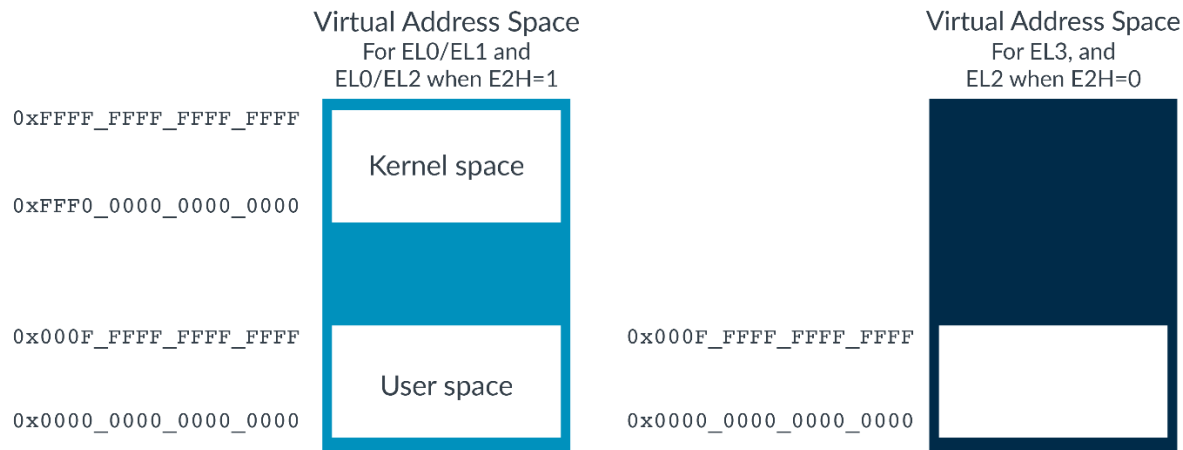 Virtual Address Space
For EL0/EL1 and
EL0/EL2 when E2H=1
0xFFFF_FFFF_FFFF_FFFF
Kernel space
0xFFF0_0000_0000_0000
0x000F_FFFF_FFFF_FFFF
User space
0x0000_0000_0000_0000
Virtual Address Space
For EL3, and
EL2 when E2H=0
0x000F_FFFF_FFFF_FFFF
0x0000_0000_0000_0000